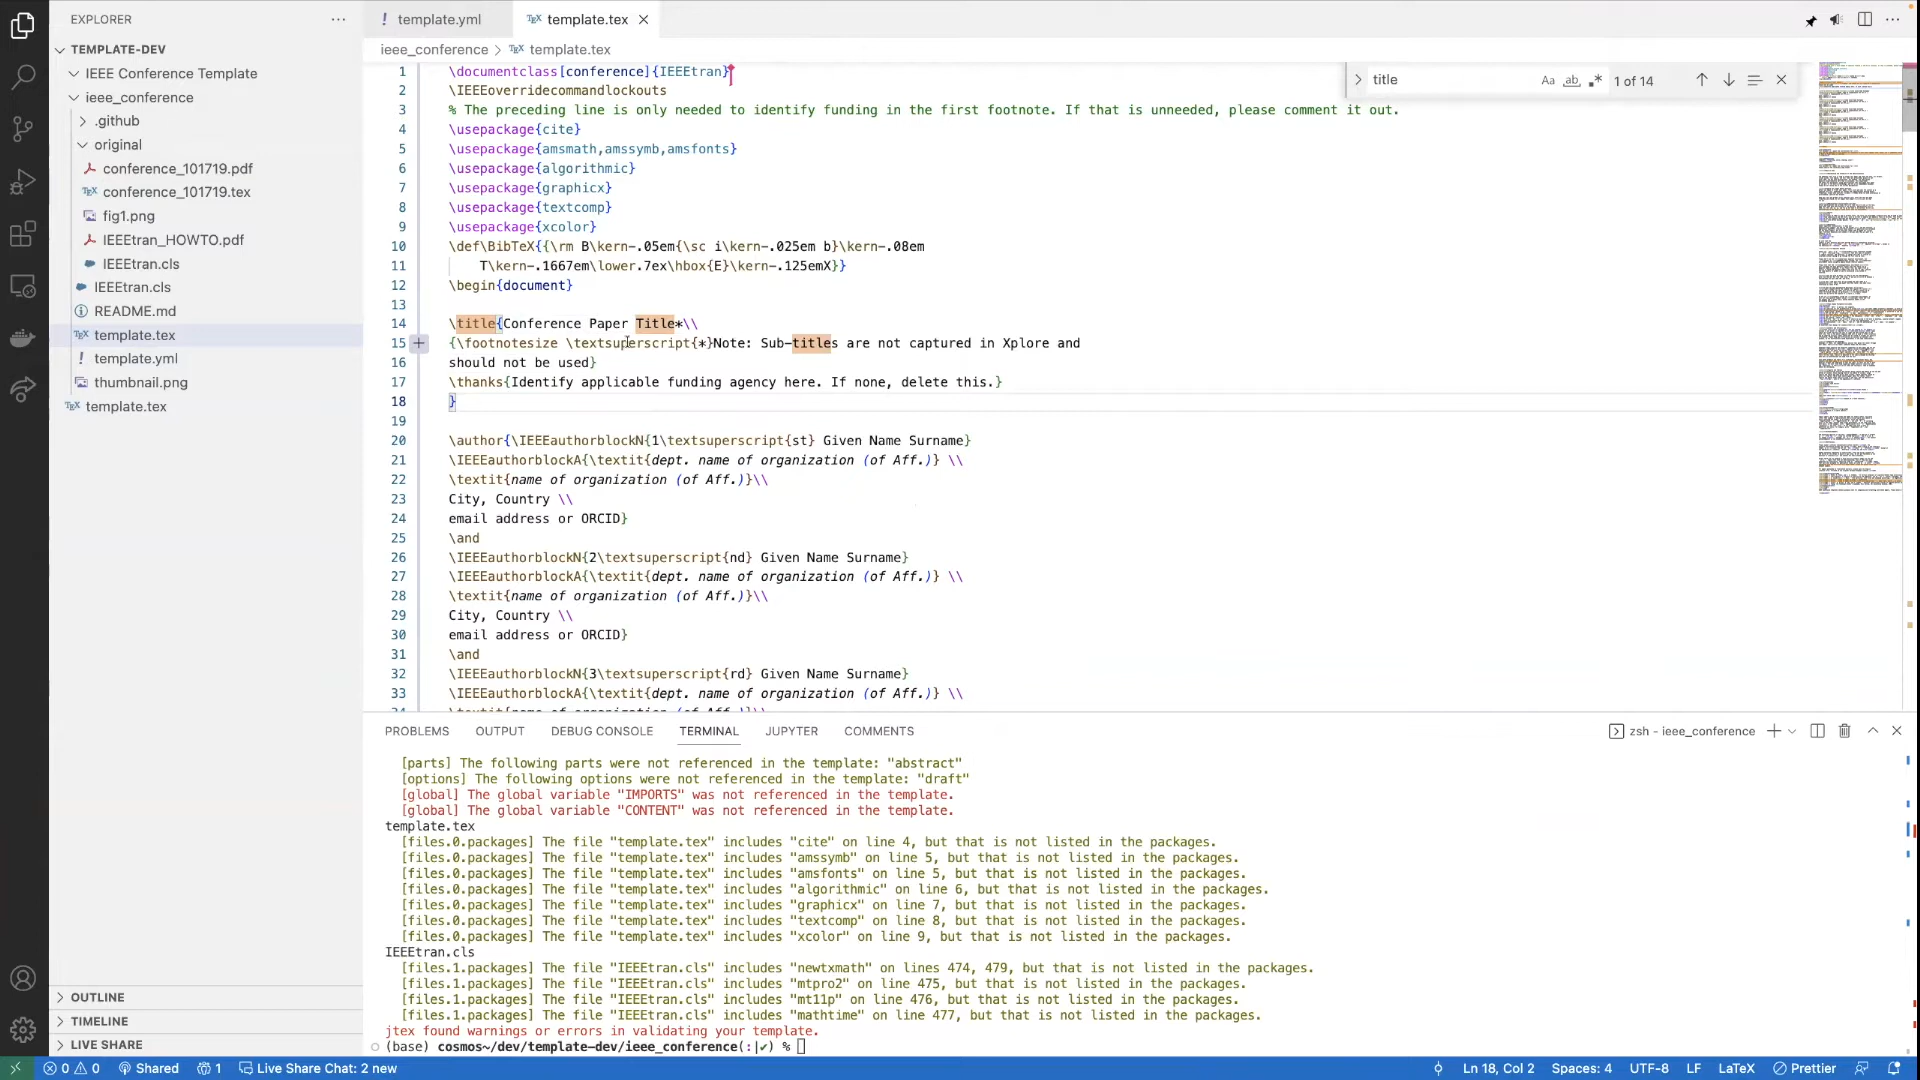 EXPLORER
TEMPLATE-DEV
IEEE Conference Template
ieee_conference
.github
original
conference_101719.pdf
conference_101719.tex
fig1.png
IEEEtran_HOWTO.pdf
IEEEtran.cls
IEEEtran.cls
README.md
template.tex
template.yml
thumbnail.png
template.tex
OUTLINE
TIMELINE
LIVE SHARE
template.yml
template.tex
ieee_conference > template.tex
title
Aa ab .* 1 of 14
1 \documentclass[conference]{IEEEtran}
2 \IEEEoverridecommandlockouts
3 % The preceding line is only needed to identify funding in the first footnote. If that is unneeded, please comment it out.
4 \usepackage{cite}
5 \usepackage{amsmath,amssymb,amsfonts}
6 \usepackage{algorithmic}
7 \usepackage{graphicx}
8 \usepackage{textcomp}
9 \usepackage{xcolor}
10 \def\BibTeX{{\rm B\kern-.05em{\sc i\kern-.025em b}\kern-.08em
11 T\kern-.1667em\lower.7ex\hbox{E}\kern-.125emX}}
12 \begin{document}
13
14 \title{Conference Paper Title*\\
15 {\footnotesize \textsuperscript{*}Note: Sub-titles are not captured in Xplore and
16 should not be used}
17 \thanks{Identify applicable funding agency here. If none, delete this.}
18 }
19
20 \author{\IEEEauthorblockN{1\textsuperscript{st} Given Name Surname}
21 \IEEEauthorblockA{\textit{dept. name of organization (of Aff.)} \\
22 \textit{name of organization (of Aff.)}\\
23 City, Country \\
24 email address or ORCID}
25 \and
26 \IEEEauthorblockN{2\textsuperscript{nd} Given Name Surname}
27 \IEEEauthorblockA{\textit{dept. name of organization (of Aff.)} \\
28 \textit{name of organization (of Aff.)}\\
29 City, Country \\
30 email address or ORCID}
31 \and
32 \IEEEauthorblockN{3\textsuperscript{rd} Given Name Surname}
33 \IEEEauthorblockA{\textit{dept. name of organization (of Aff.)} \\
34 \textit{name of organization (of Aff.)}\\
PROBLEMS OUTPUT DEBUG CONSOLE TERMINAL JUPYTER COMMENTS
zsh - ieee_conference
[parts] The following parts were not referenced in the template: "abstract"
[options] The following options were not referenced in the template: "draft"
[global] The global variable "IMPORTS" was not referenced in the template.
[global] The global variable "CONTENT" was not referenced in the template.
template.tex
[files.0.packages] The file "template.tex" includes "cite" on line 4, but that is not listed in the packages.
[files.0.packages] The file "template.tex" includes "amssymb" on line 5, but that is not listed in the packages.
[files.0.packages] The file "template.tex" includes "amsfonts" on line 5, but that is not listed in the packages.
[files.0.packages] The file "template.tex" includes "algorithmic" on line 6, but that is not listed in the packages.
[files.0.packages] The file "template.tex" includes "graphicx" on line 7, but that is not listed in the packages.
[files.0.packages] The file "template.tex" includes "textcomp" on line 8, but that is not listed in the packages.
[files.0.packages] The file "template.tex" includes "xcolor" on line 9, but that is not listed in the packages.
IEEEtran.cls
[files.1.packages] The file "IEEEtran.cls" includes "newtxmath" on lines 474, 479, but that is not listed in the packages.
[files.1.packages] The file "IEEEtran.cls" includes "mtpro2" on line 475, but that is not listed in the packages.
[files.1.packages] The file "IEEEtran.cls" includes "mt11p" on line 476, but that is not listed in the packages.
[files.1.packages] The file "IEEEtran.cls" includes "mathtime" on line 477, but that is not listed in the packages.
jtex found warnings or errors in validating your template.
(base) cosmos~/dev/template-dev/ieee_conference(:|✔) %
0 0 Shared 1 Live Share Chat: 2 new
Ln 18, Col 2 Spaces: 4 UTF-8 LF LaTeX Prettier